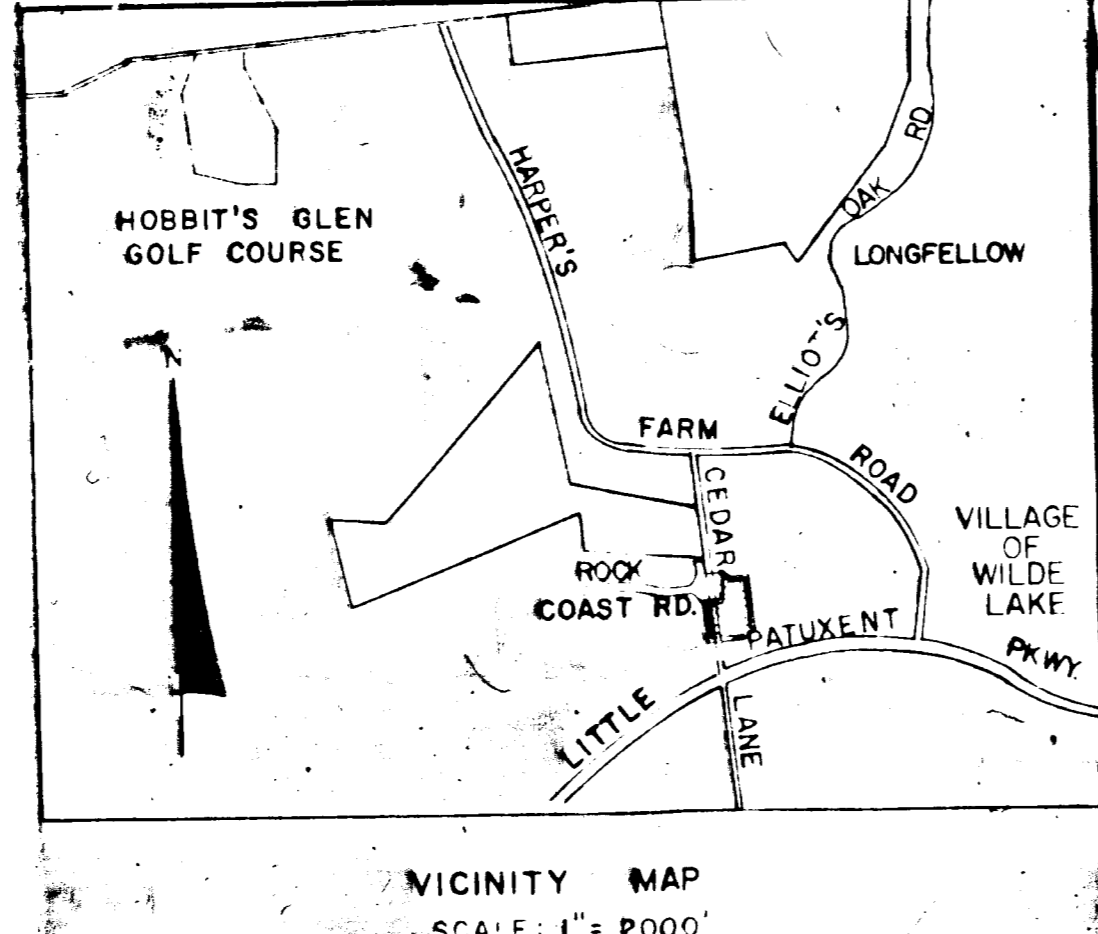 HOBBIT'S GLEN
GOLF COURSE
HARPER'S
FARM
ROAD
ELLIOT'S
OAK
RD.
LONGFELLOW
N
CEDAR
LANE
ROCK
COAST RD.
VILLAGE
OF
WILDE
LAKE
LITTLE
PATUXENT
PKWY.
VICINITY MAP
SCALE: 1" = 2000'